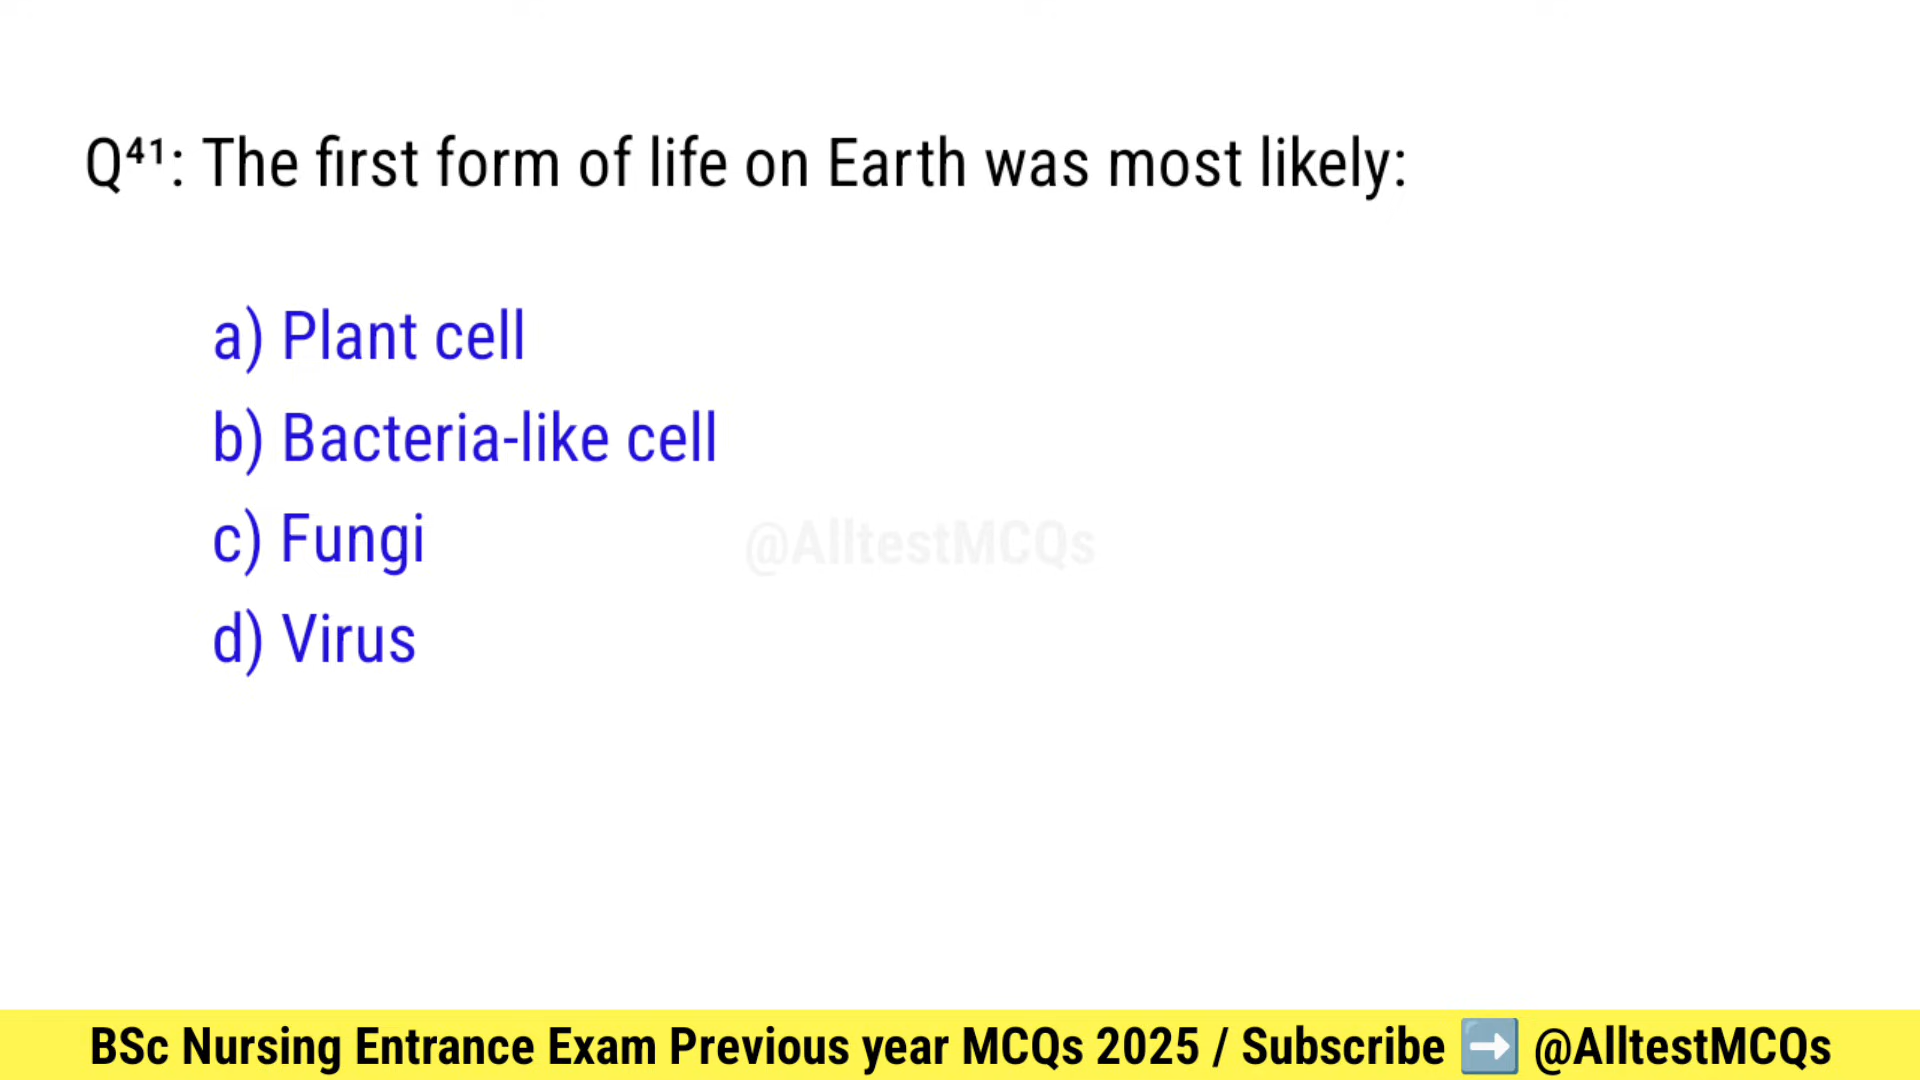 Q⁴¹: The first form of life on Earth was most likely:
a) Plant cell
b) Bacteria-like cell
c) Fungi
@AlltestMCQs
d) Virus
BSc Nursing Entrance Exam Previous year MCQs 2025 / Subscribe ➡️ @AlltestMCQs